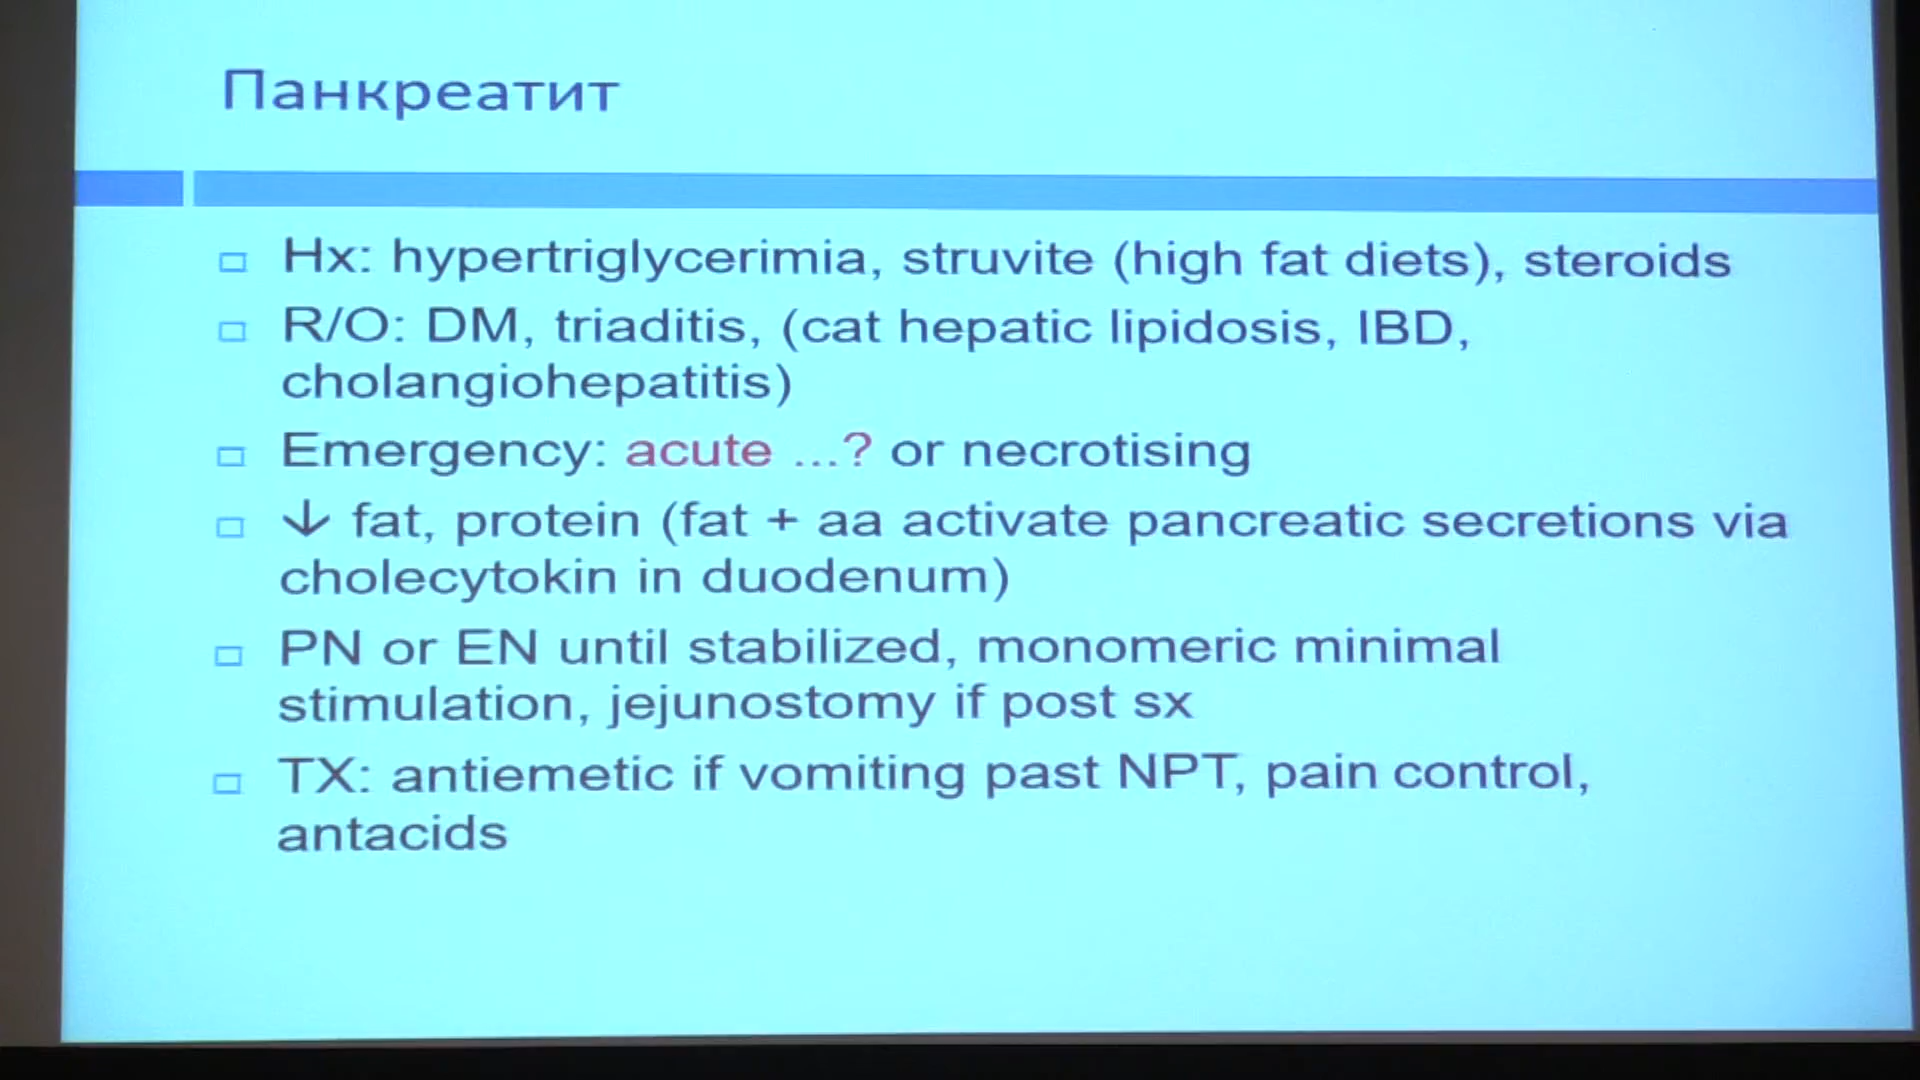 Панкреатит
Hx: hypertriglycerimia, struvite (high fat diets), steroids
R/O: DM, triaditis, (cat hepatic lipidosis, IBD,
cholangiohepatitis)
Emergency: acute ...? or necrotising
↓ fat, protein (fat + aa activate pancreatic secretions via
cholecytokin in duodenum)
PN or EN until stabilized, monomeric minimal
stimulation, jejunostomy if post sx
TX: antiemetic if vomiting past NPT, pain control,
antacids